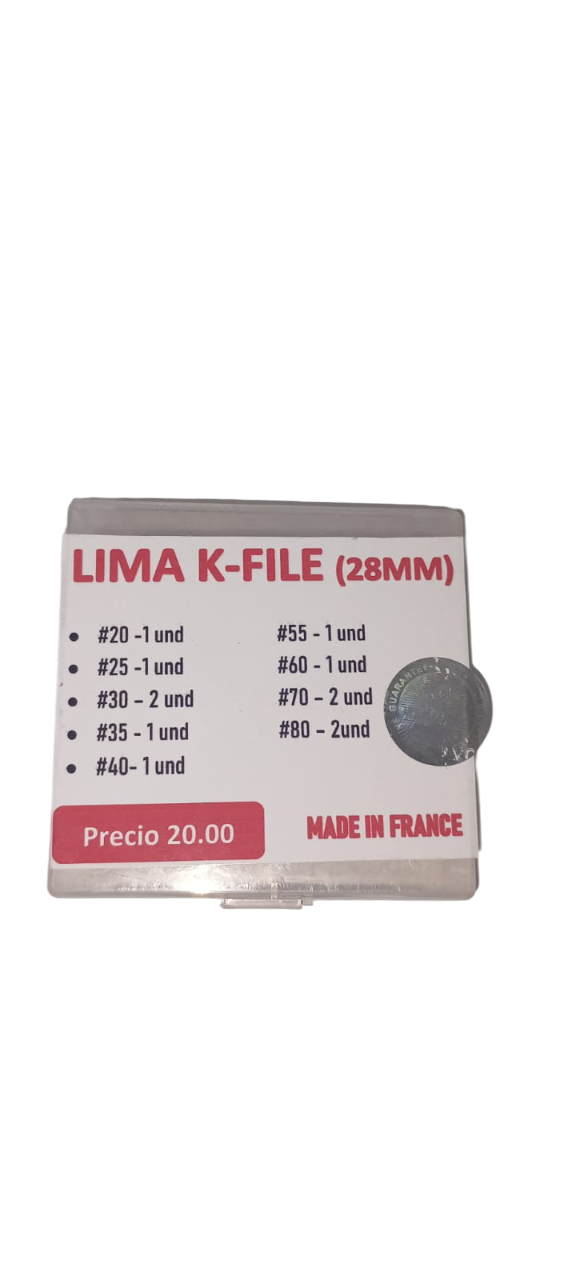 LIMA K-FILE (28MM)
• #20 -1 und
• #25 -1 und
• #30 – 2 und
• #35 - 1 und
• #40- 1 und
#55 - 1 und
#60 - 1 und
#70 – 2 und
#80 – 2und
GUARANTEE
Precio 20.00
MADE IN FRANCE